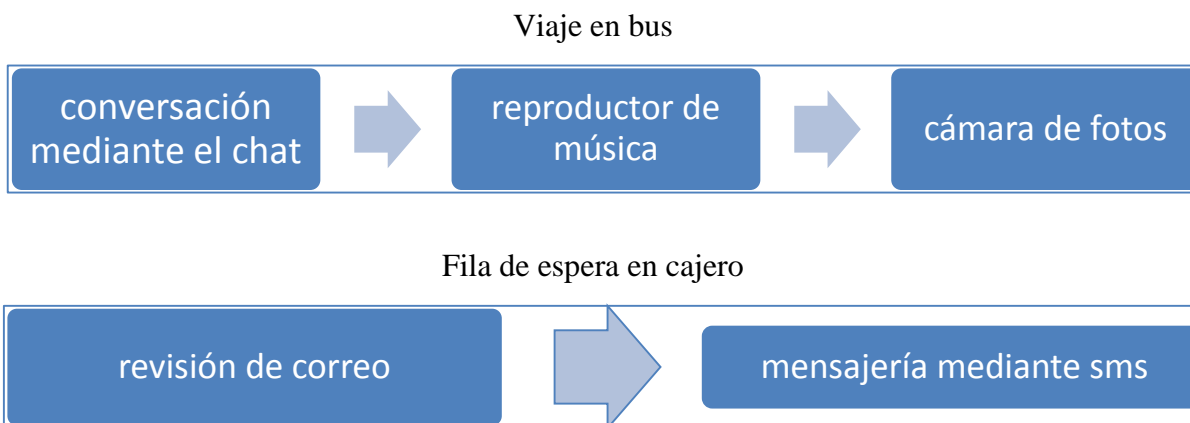 Viaje en bus
conversación
mediante el chat
reproductor de
música
cámara de fotos
Fila de espera en cajero
revisión de correo
mensajería mediante sms